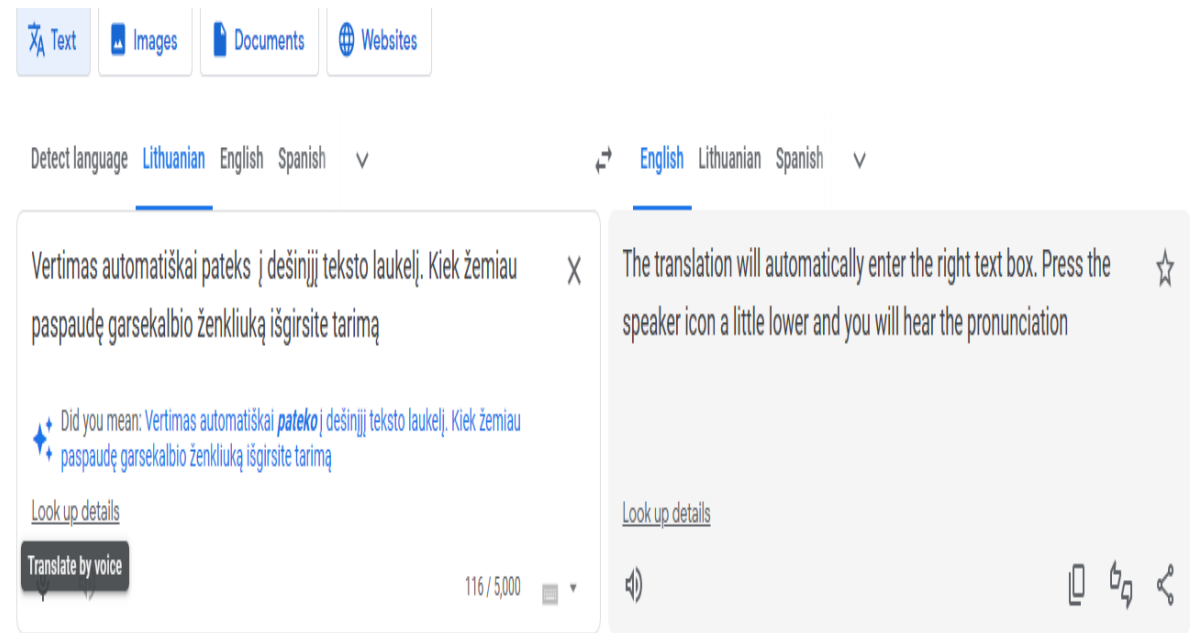 Text Images Documents Websites
Detect language Lithuanian English Spanish
English Lithuanian Spanish
Vertimas automatiškai pateks į dešinįjį teksto laukelį. Kiek žemiau
paspaudę garsekalbio ženkliuką išgirsite tarimą
Did you mean: Vertimas automatiškai pateko į dešinįjį teksto laukelį. Kiek žemiau
paspaudę garsekalbio ženkliuką išgirsite tarimą
Look up details
Translate by voice
116 / 5,000
The translation will automatically enter the right text box. Press the
speaker icon a little lower and you will hear the pronunciation
Look up details